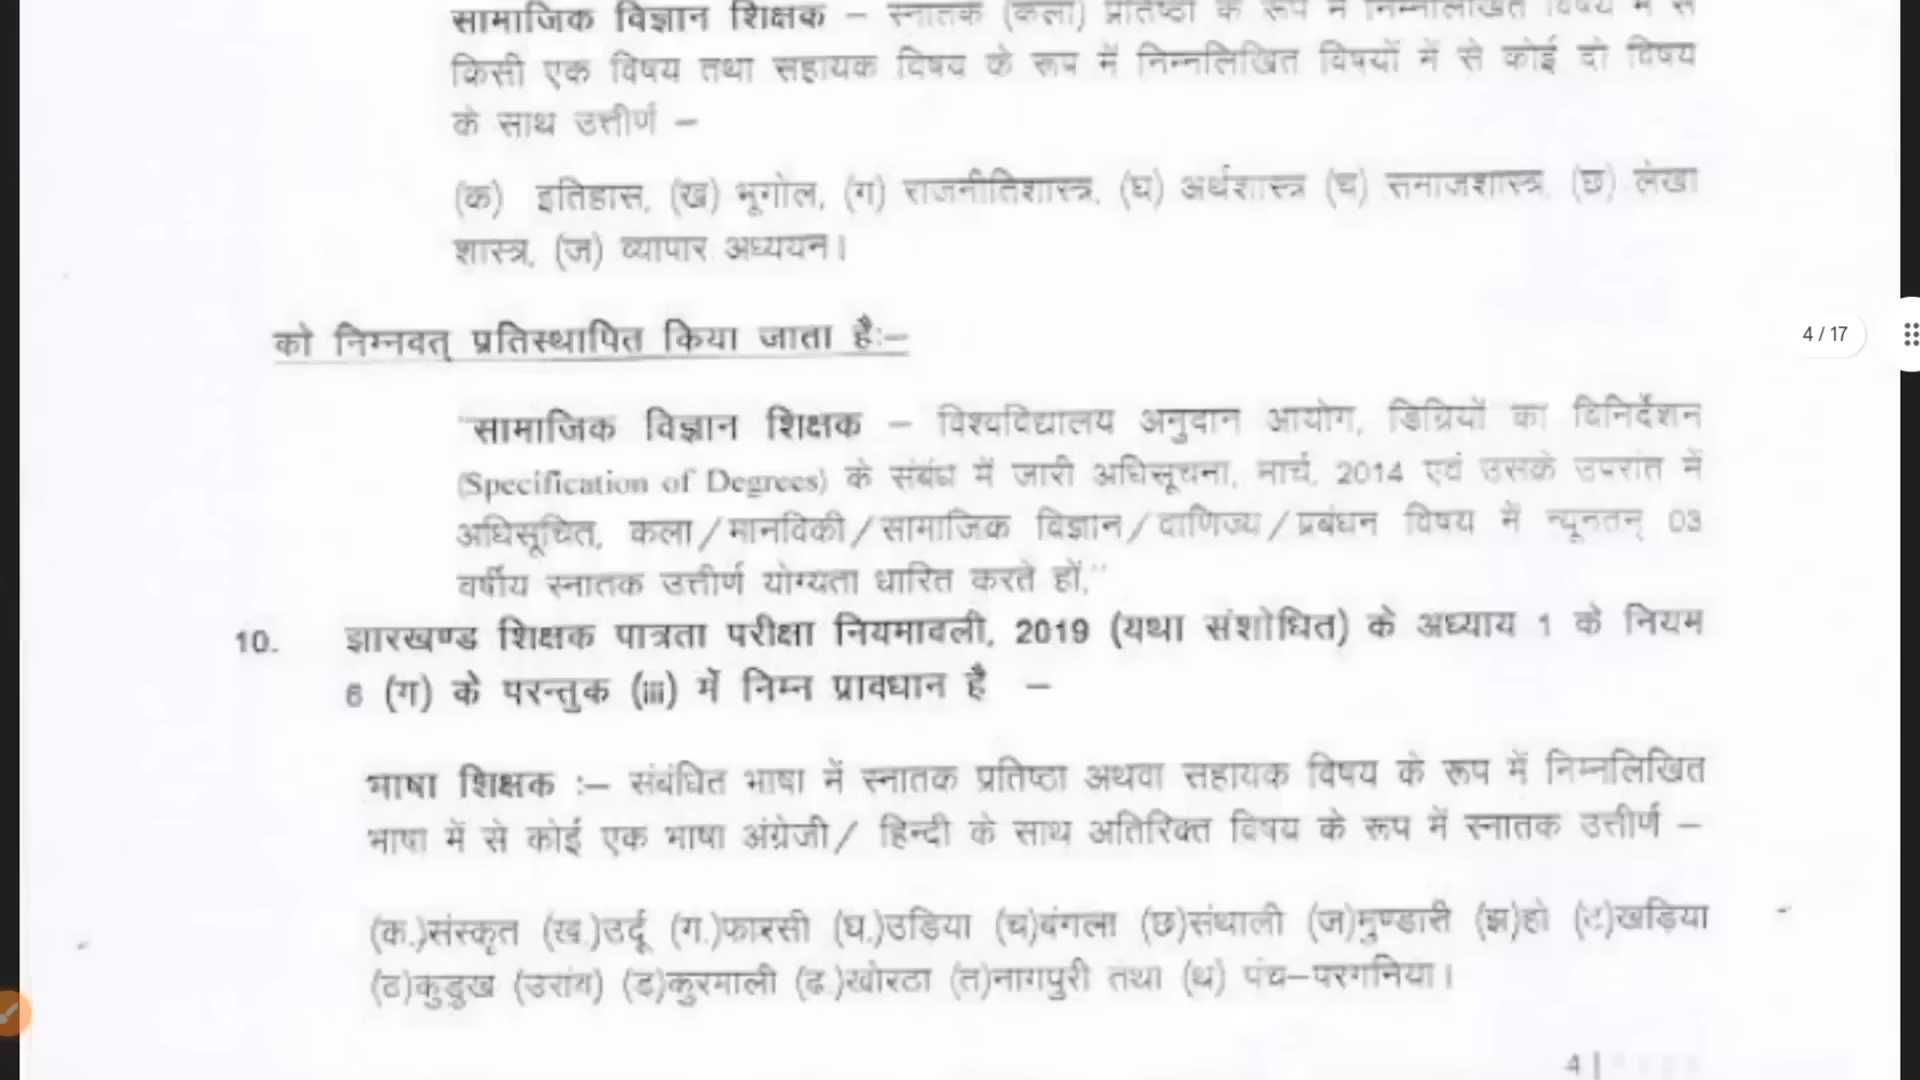 सामाजिक विज्ञान शिक्षक – स्नातक (कला) प्रतिष्ठा के रूप में निम्नलिखित विषय में से
किसी एक विषय तथा सहायक विषय के रूप में निम्नलिखित विषयों में से कोई दो विषय
के साथ उत्तीर्ण –
(क) इतिहास, (ख) भूगोल, (ग) राजनीतिशास्त्र, (घ) अर्थशास्त्र (च) समाजशास्त्र, (छ) लेखा
शास्त्र, (ज) व्यापार अध्ययन।
को निम्नवत् प्रतिस्थापित किया जाता है:–
4 / 17
"सामाजिक विज्ञान शिक्षक – विश्वविद्यालय अनुदान आयोग, डिग्रियों का विनिर्देशन
(Specification of Degrees) के संबंध में जारी अधिसूचना, मार्च, 2014 एवं उसके उपरांत में
अधिसूचित, कला/मानविकी/सामाजिक विज्ञान/वाणिज्य/प्रबंधन विषय में न्यूनतन् 03
वर्षीय स्नातक उत्तीर्ण योग्यता धारित करते हों,"
10. झारखण्ड शिक्षक पात्रता परीक्षा नियमावली, 2019 (यथा संशोधित) के अध्याय 1 के नियम
6 (ग) के परन्तुक (iii) में निम्न प्रावधान है –
भाषा शिक्षक :– संबंधित भाषा में स्नातक प्रतिष्ठा अथवा सहायक विषय के रूप में निम्नलिखित
भाषा में से कोई एक भाषा अंग्रेजी/ हिन्दी के साथ अतिरिक्त विषय के रूप में स्नातक उत्तीर्ण –
(क.)संस्कृत (ख.)उर्दू (ग.)फारसी (घ.)उडिया (च)बंगला (छ)संथाली (ज)मुण्डारी (झ)हो (ट)खड़िया
(ठ)कुडुख (उरांव) (ड)कुरमाली (ढ.)खोरठा (त)नागपुरी तथा (थ) पंच–परगनिया।
4 |